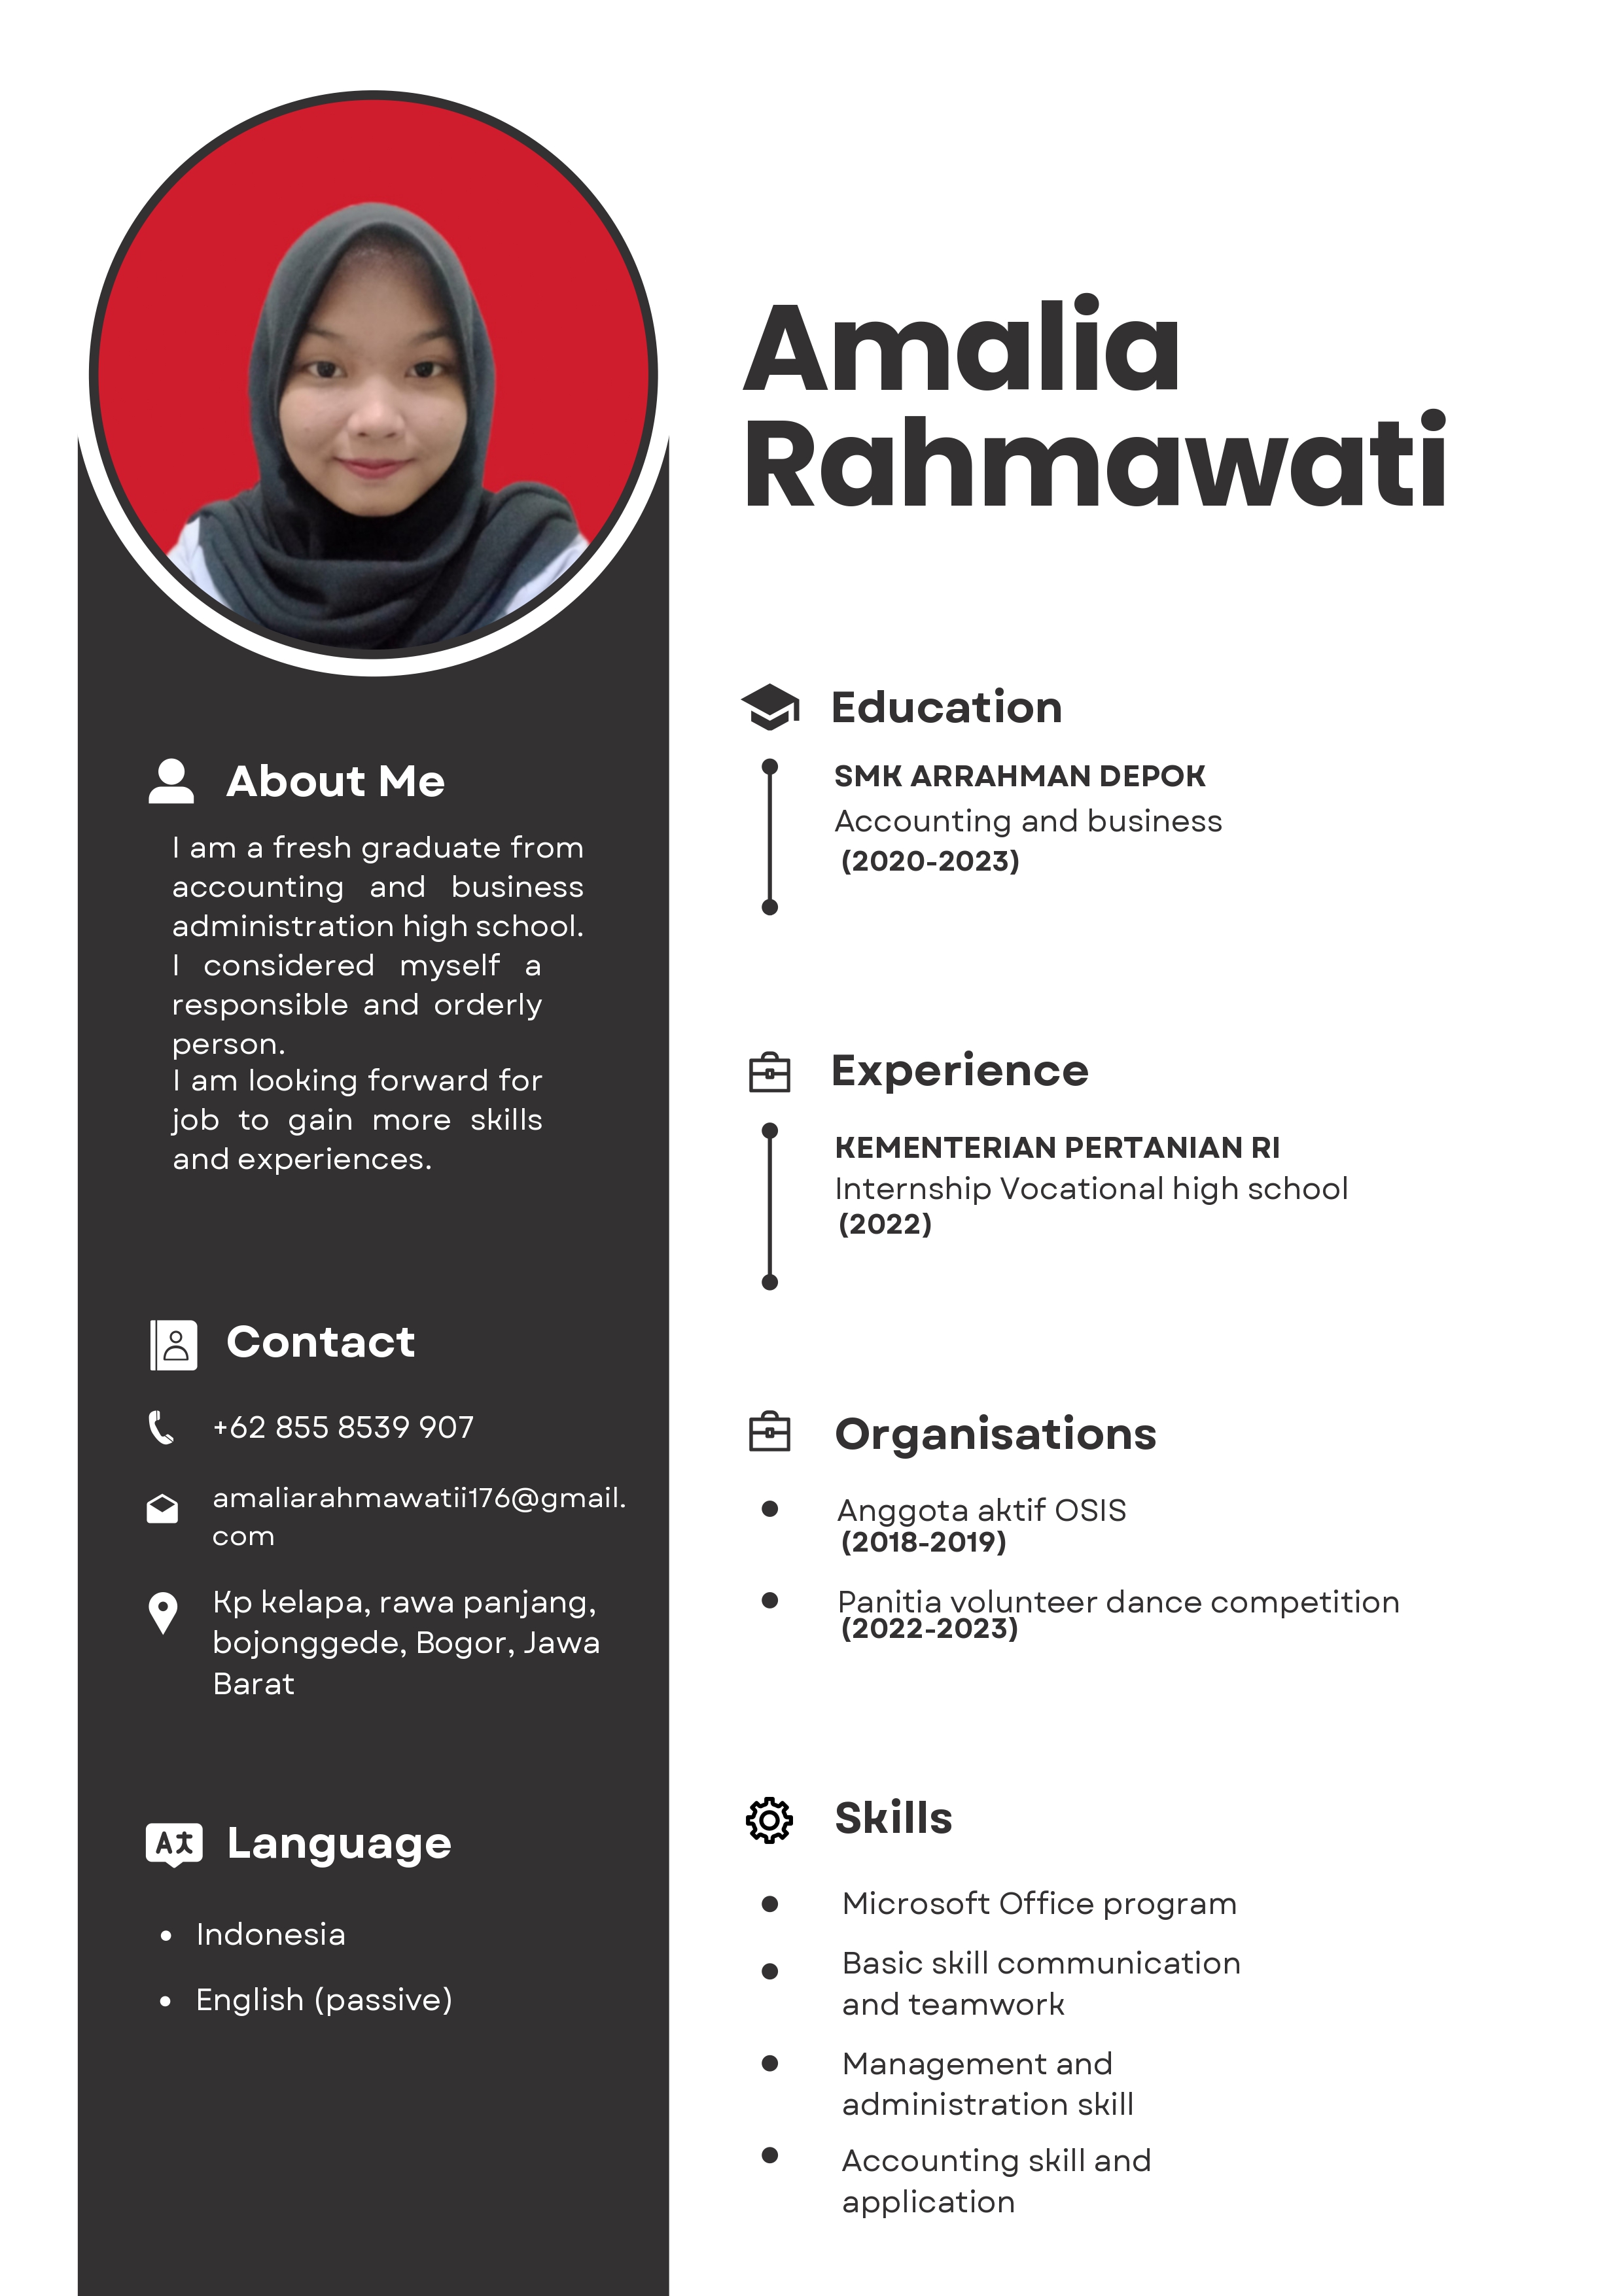 Amalia
Rahmawati
About Me
I am a fresh graduate from
accounting and business
administration high school.
I considered myself a
responsible and orderly
person.
I am looking forward for
job to gain more skills
and experiences.
Contact
+62 855 8539 907
amaliarahmawatii176@gmail.
com
Kp kelapa, rawa panjang,
bojonggede, Bogor, Jawa
Barat
Language
• Indonesia
• English (passive)
Education
SMK ARRAHMAN DEPOK
Accounting and business
(2020-2023)
Experience
KEMENTERIAN PERTANIAN RI
Internship Vocational high school
(2022)
Organisations
Anggota aktif OSIS
(2018-2019)
Panitia volunteer dance competition
(2022-2023)
Skills
Microsoft Office program
Basic skill communication
and teamwork
Management and
administration skill
Accounting skill and
application